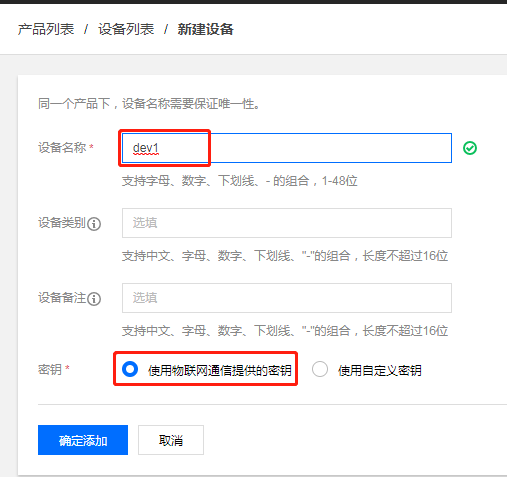 产品列表 / 设备列表 / 新建设备
同一个产品下，设备名称需要保证唯一性。
设备名称 * dev1
支持字母、数字、下划线、- 的组合，1-48位
设备类别 选填
支持中文、字母、数字、下划线、"-"的组合，长度不超过16位
设备备注 选填
支持中文、字母、数字、下划线、"-"的组合，长度不超过16位
密钥 * 使用物联网通信提供的密钥 使用自定义密钥
确定添加 取消